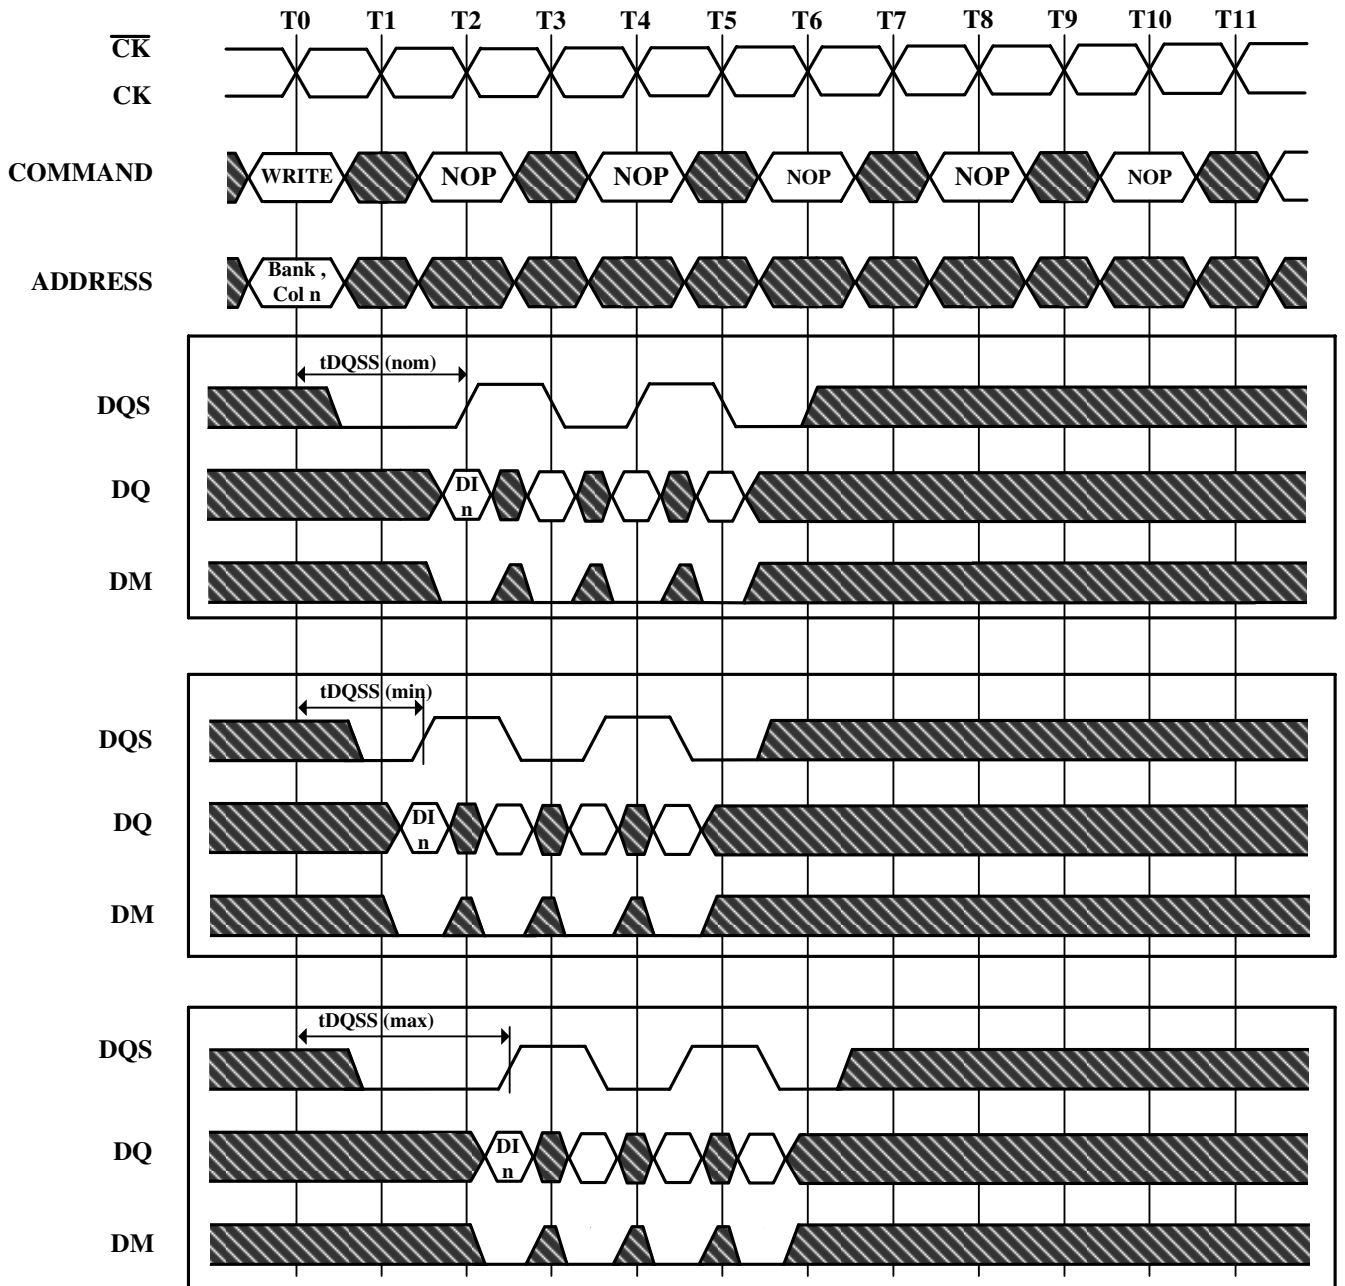 T0 T1 T2 T3 T4 T5 T6 T7 T8 T9 T10 T11
CK
CK
COMMAND WRITE NOP NOP NOP NOP NOP
ADDRESS Bank ,
Col n
tDQSS (nom)
DQS
DQ DI
n
DM
tDQSS (min)
DQS
DQ DI
n
DM
tDQSS (max)
DQS
DQ DI
n
DM